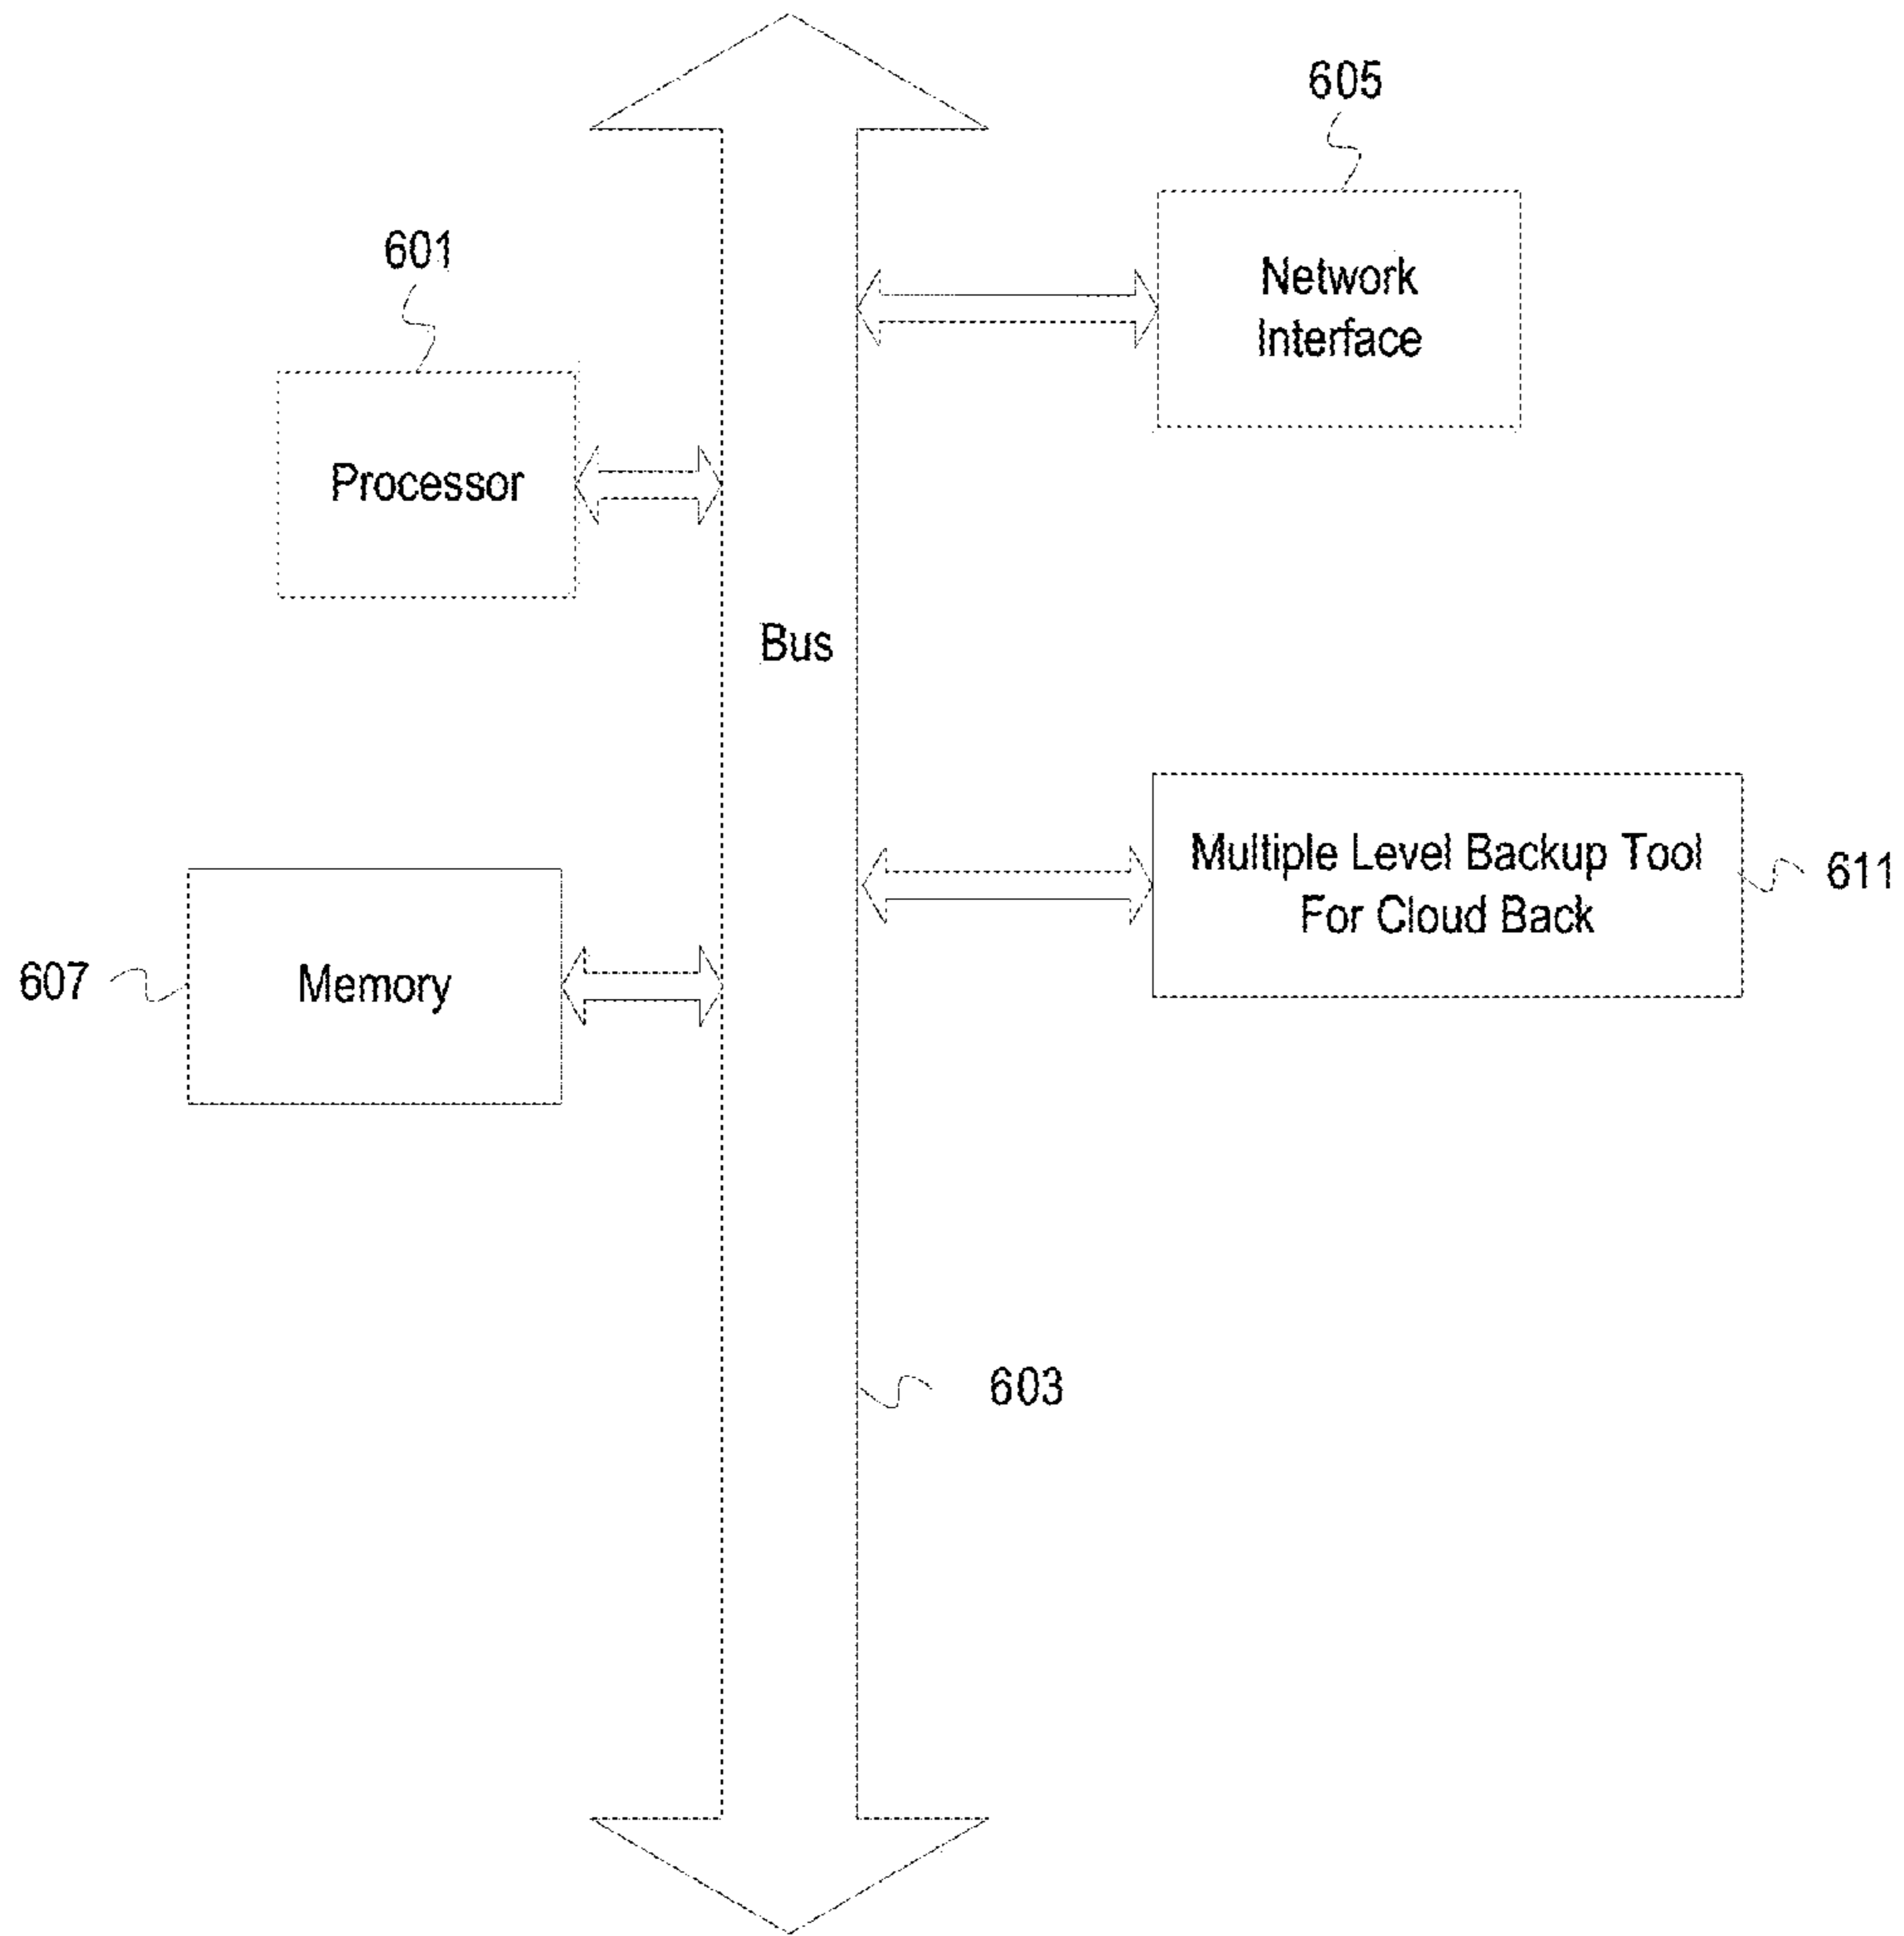 605
Network
Interface
601
Processor
Bus
Multiple Level Backup Tool
For Cloud Back
611
607
Memory
603